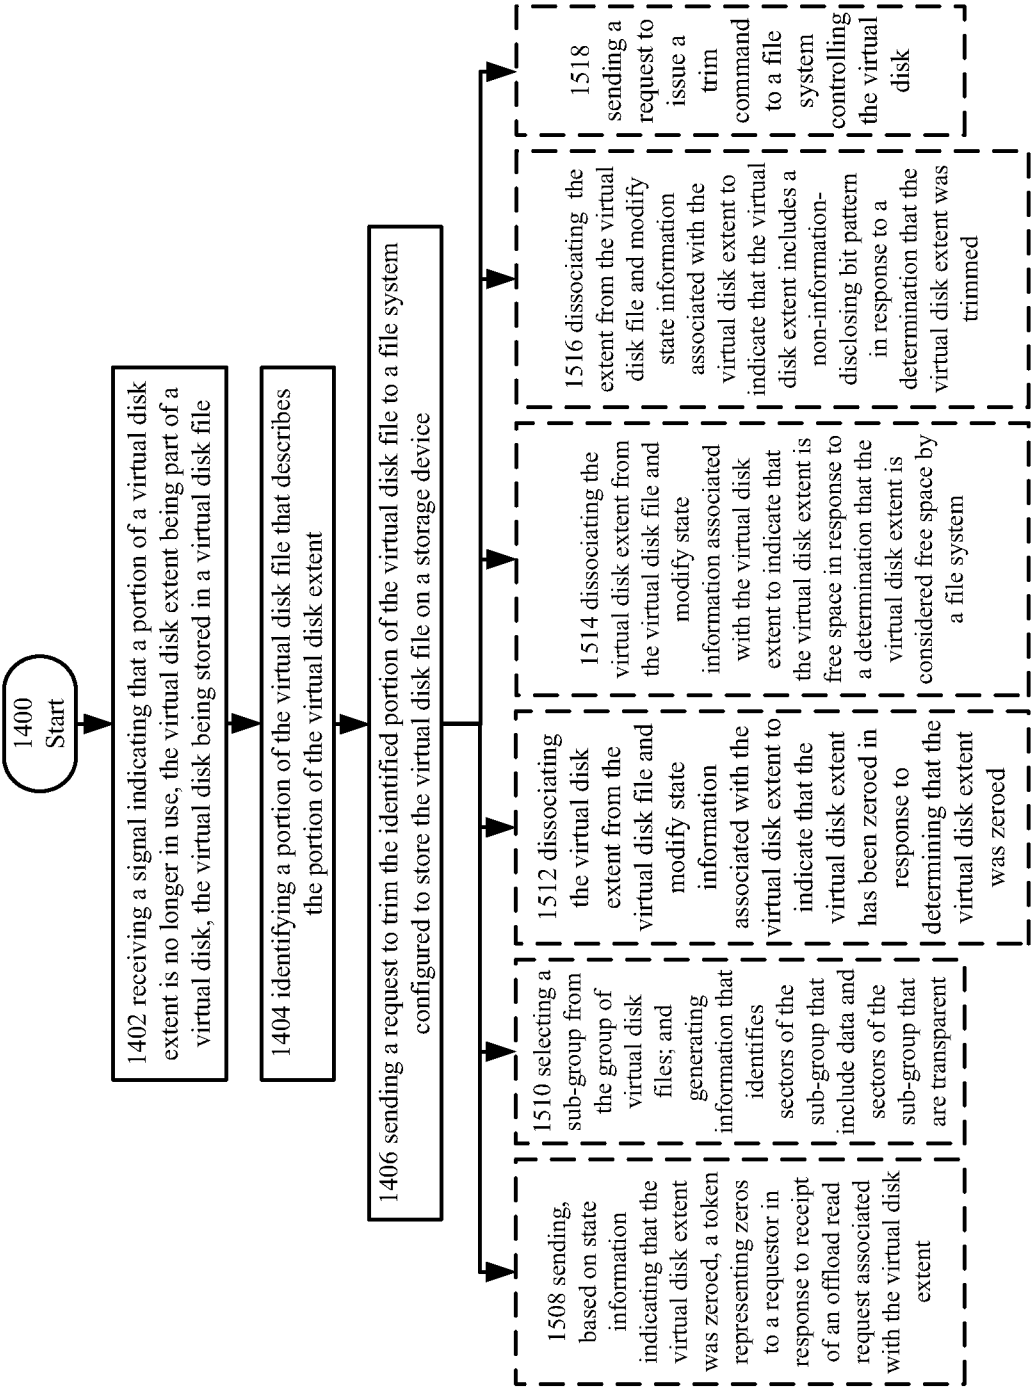 1400
Start
1402 receiving a signal indicating that a portion of a virtual disk
extent is no longer in use, the virtual disk extent being part of a
virtual disk, the virtual disk being stored in a virtual disk file
1404 identifying a portion of the virtual disk file that describes
the portion of the virtual disk extent
1406 sending a request to trim the identified portion of the virtual disk file to a file system
configured to store the virtual disk file on a storage device
1508 sending,
based on state
information
indicating that the
virtual disk extent
was zeroed, a token
representing zeros
to a requestor in
response to receipt
of an offload read
request associated
with the virtual disk
extent
1510 selecting a
sub-group from
the group of
virtual disk
files; and
generating
information that
identifies
sectors of the
sub-group that
include data and
sectors of the
sub-group that
are transparent
1512 dissociating
the virtual disk
extent from the
virtual disk file and
modify state
information
associated with the
virtual disk extent to
indicate that the
virtual disk extent
has been zeroed in
response to
determining that the
virtual disk extent
was zeroed
1514 dissociating the
virtual disk extent from
the virtual disk file and
modify state
information associated
with the virtual disk
extent to indicate that
the virtual disk extent is
free space in response to
a determination that the
virtual disk extent is
considered free space by
a file system
1516 dissociating the
extent from the virtual
disk file and modify
state information
associated with the
virtual disk extent to
indicate that the virtual
disk extent includes a
non-information-
disclosing bit pattern
in response to a
determination that the
virtual disk extent was
trimmed
1518
sending a
request to
issue a
trim
command
to a file
system
controlling
the virtual
disk